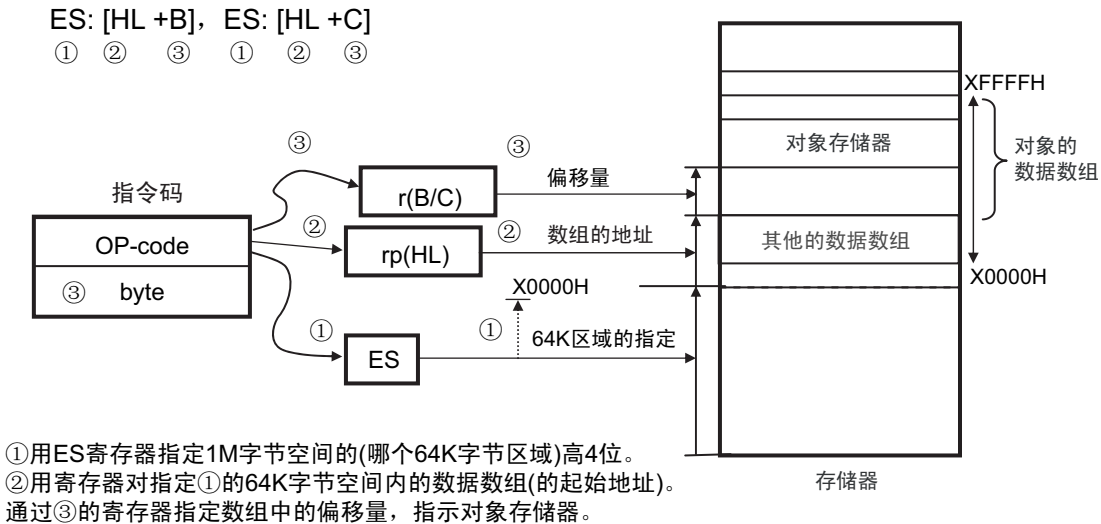 ES: [HL +B], ES: [HL +C]
① ② ③ ① ② ③
XFFFFH
③
③
对象存储器
对象的
数据数组
指令码
r(B/C)
偏移量
OP-code
②
rp(HL)
②
数组的地址
其他的数据数组
③ byte
X0000H
X0000H
①
ES
①
64K区域的指定
①用ES寄存器指定1M字节空间的(哪个64K字节区域)高4位。
存储器
②用寄存器对指定①的64K字节空间内的数据数组(的起始地址)。
通过③的寄存器指定数组中的偏移量，指示对象存储器。